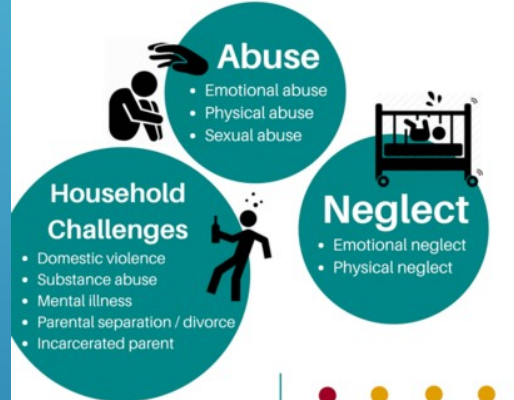 Abuse
• Emotional abuse
• Physical abuse
• Sexual abuse
Household
Challenges
• Domestic violence
• Substance abuse
• Mental illness
• Parental separation / divorce
• Incarcerated parent
Neglect
• Emotional neglect
• Physical neglect